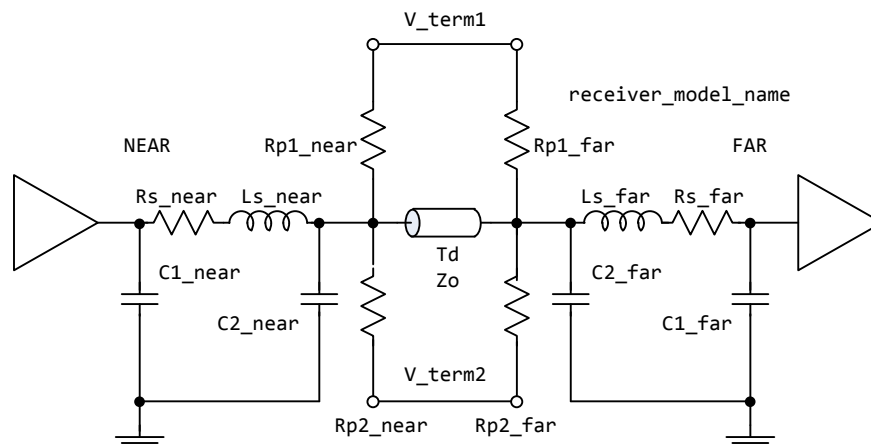 V_term1
receiver_model_name
NEAR
Rp1_near
Rp1_far
FAR
Rs_near
Ls_near
Ls_far
Rs_far
Td
Zo
C1_near
C2_far
C2_near
C1_far
V_term2
Rp2_near
Rp2_far